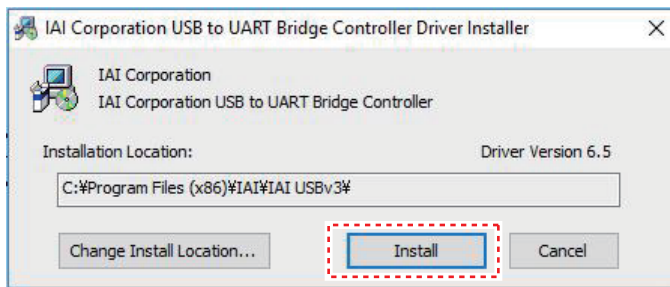 IAI Corporation USB to UART Bridge Controller Driver Installer
IAI Corporation
IAI Corporation USB to UART Bridge Controller
Installation Location:
Driver Version 6.5
C:¥Program Files (x86)¥IAI¥IAI USBv3¥
Change Install Location...
Install
Cancel